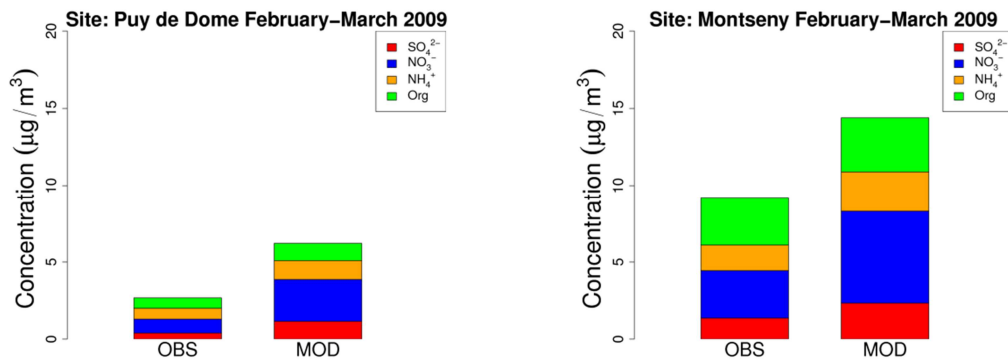 Site: Puy de Dome February−March 2009
Concentration (μg/m³)
0
5
10
15
20
SO₄²⁻
NO₃⁻
NH₄⁺
Org
OBS
MOD
Site: Montseny February−March 2009
Concentration (μg/m³)
0
5
10
15
20
SO₄²⁻
NO₃⁻
NH₄⁺
Org
OBS
MOD